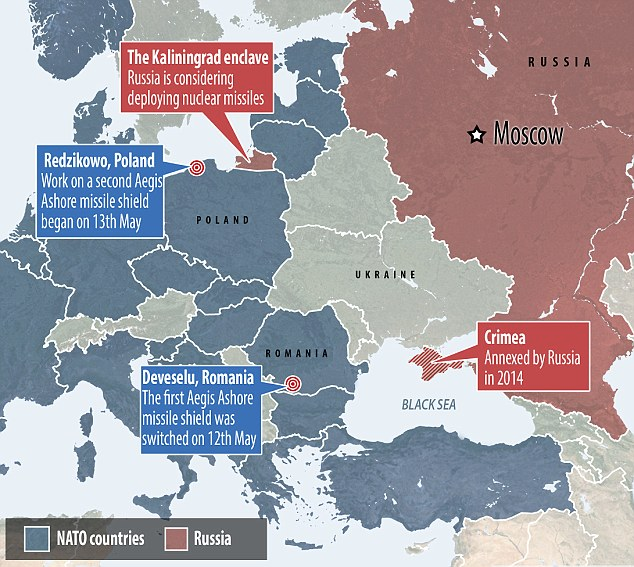 The Kaliningrad enclave
Russia is considering
deploying nuclear missiles
RUSSIA
Moscow
Redzikowo, Poland
Work on a second Aegis
Ashore missile shield
began on 13th May
POLAND
UKRAINE
ROMANIA
Crimea
Annexed by Russia
in 2014
Deveselu, Romania
The first Aegis Ashore
missile shield was
switched on 12th May
BLACK SEA
NATO countries
Russia